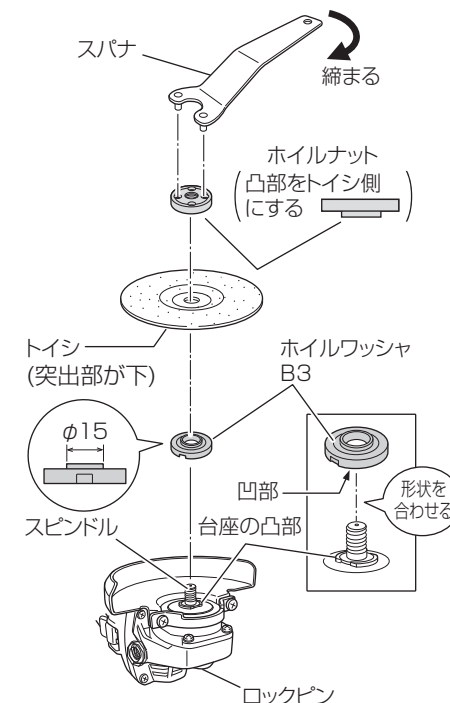 スパナ
締まる
ホイルナット
凸部をトイシ側
にする
トイシ
(突出部が下)
ホイルワッシャ
B3
φ15
凹部
形状を
合わせる
スピンドル
台座の凸部
ロックピン